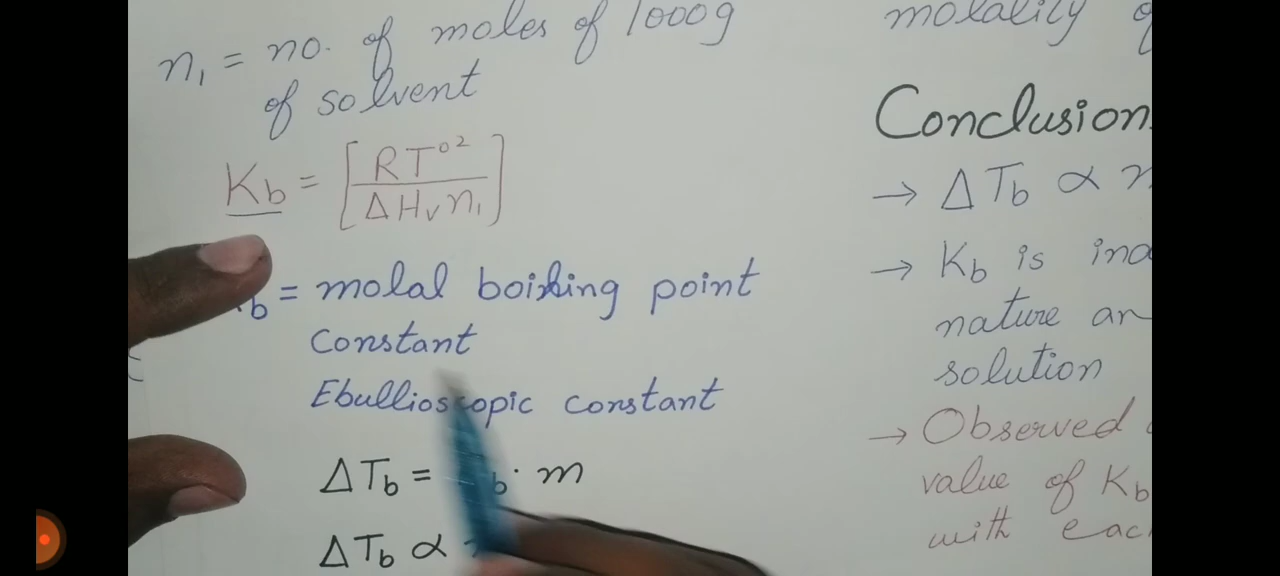 n₁ = no. of moles of 1000g
of solvent
Kb = [RT°² / ΔHᵥn₁]
b = molal boiling point
Constant
Ebullioscopic constant
ΔTb = b · m
ΔTb ∝
molality
Conclusion
→ ΔTb ∝
→ Kb is
nature
solution
→ Observed
value of Kb
with